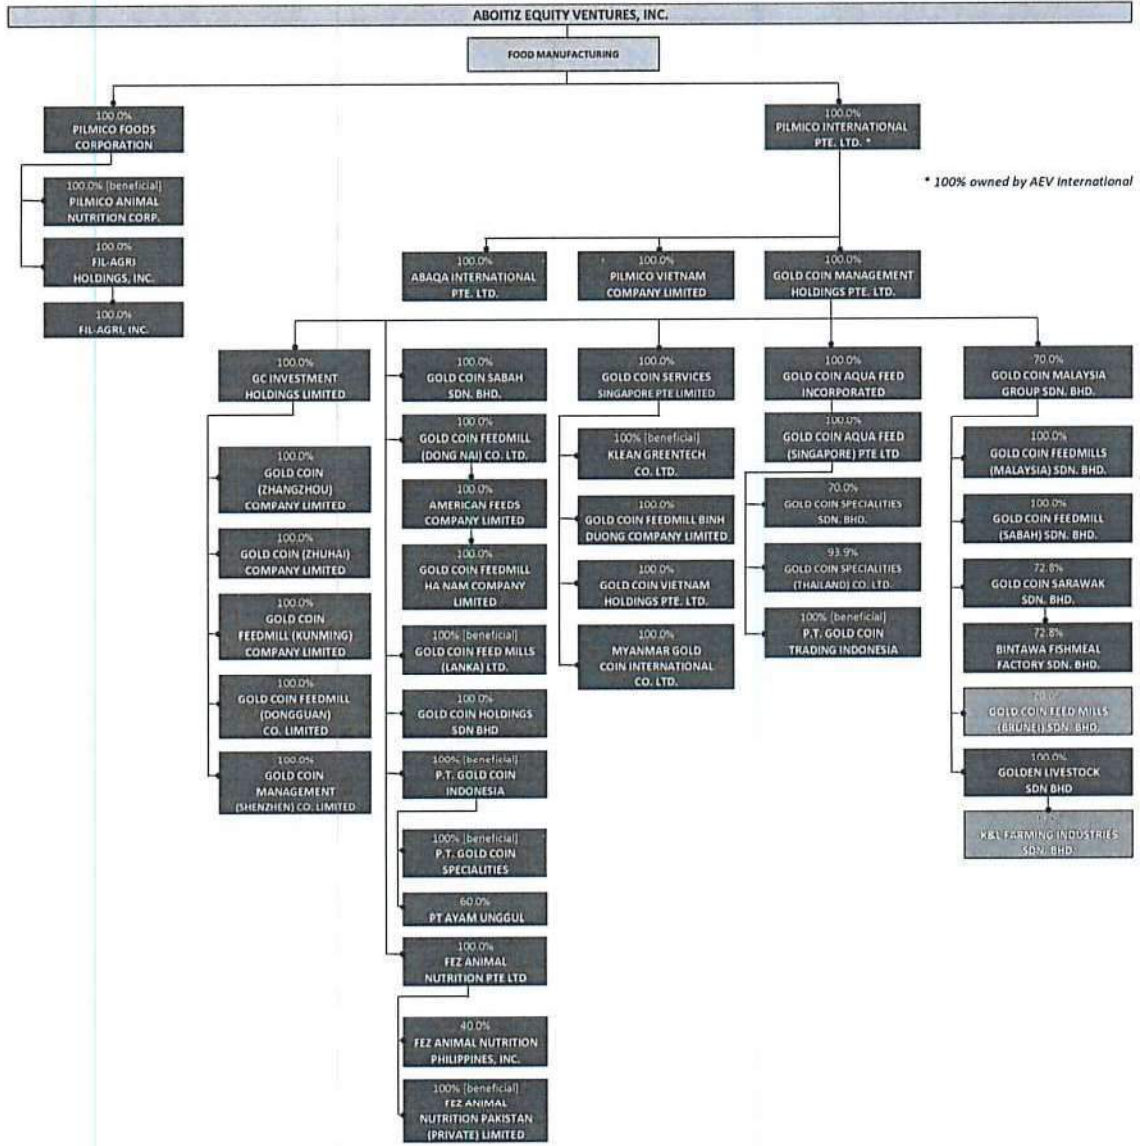 ABOITIZ EQUITY VENTURES, INC.
FOOD MANUFACTURING
100.0%
PILMICO FOODS
CORPORATION
100.0% [beneficial]
PILMICO ANIMAL
NUTRITION CORP.
100.0%
FIL-AGRI
HOLDINGS, INC.
100.0%
FIL-AGRI, INC.
100.0%
PILMICO INTERNATIONAL
PTE. LTD. *
* 100% owned by AEV International
100.0%
ABAQA INTERNATIONAL
PTE. LTD.
100.0%
PILMICO VIETNAM
COMPANY LIMITED
100.0%
GOLD COIN MANAGEMENT
HOLDINGS PTE. LTD.
100.0%
GC INVESTMENT
HOLDINGS LIMITED
100.0%
GOLD COIN
(ZHANGZHOU)
COMPANY LIMITED
100.0%
GOLD COIN (ZHUHAI)
COMPANY LIMITED
100.0%
GOLD COIN
FEEDMILL (KUNMING)
COMPANY LIMITED
100.0%
GOLD COIN FEEDMILL
(DONGGUAN)
CO. LIMITED
100.0%
GOLD COIN
MANAGEMENT
(SHENZHEN) CO. LIMITED
100.0%
GOLD COIN SABAH
SDN. BHD.
100.0%
GOLD COIN FEEDMILL
(DONG NAI) CO. LTD.
100.0%
AMERICAN FEEDS
COMPANY LIMITED
100.0%
GOLD COIN FEEDMILL
HA NAM COMPANY
LIMITED
100% [beneficial]
GOLD COIN FEED MILLS
(LANKA) LTD.
100.0%
GOLD COIN HOLDINGS
SDN BHD
100% [beneficial]
P.T. GOLD COIN
INDONESIA
100% [beneficial]
P.T. GOLD COIN
SPECIALITIES
60.0%
PT AYAM UNGGUL
100.0%
FEZ ANIMAL
NUTRITION PTE LTD
40.0%
FEZ ANIMAL NUTRITION
PHILIPPINES, INC.
100% [beneficial]
FEZ ANIMAL
NUTRITION PAKISTAN
(PRIVATE) LIMITED
100.0%
GOLD COIN SERVICES
SINGAPORE PTE LIMITED
100% [beneficial]
KLEAN GREENTECH
CO. LTD.
100.0%
GOLD COIN FEEDMILL BINH
DUONG COMPANY LIMITED
100.0%
GOLD COIN VIETNAM
HOLDINGS PTE. LTD.
100.0%
MYANMAR GOLD
COIN INTERNATIONAL
CO. LTD.
100.0%
GOLD COIN AQUA FEED
INCORPORATED
100.0%
GOLD COIN AQUA FEED
(SINGAPORE) PTE LTD
70.0%
GOLD COIN SPECIALITIES
SDN. BHD.
93.9%
GOLD COIN SPECIALITIES
(THAILAND) CO. LTD.
100% [beneficial]
P.T. GOLD COIN
TRADING INDONESIA
70.0%
GOLD COIN MALAYSIA
GROUP SDN. BHD.
100.0%
GOLD COIN FEEDMILLS
(MALAYSIA) SDN. BHD.
100.0%
GOLD COIN FEEDMILL
(SABAH) SDN. BHD.
72.8%
GOLD COIN SARAWAK
SDN. BHD.
72.8%
BINTAWA FISHMEAL
FACTORY SDN. BHD.
GOLD COIN FEED MILLS
(BRUNEI) SDN. BHD.
100.0%
GOLDEN LIVESTOCK
SDN BHD
K&L FARMING INDUSTRIES
SDN. BHD.